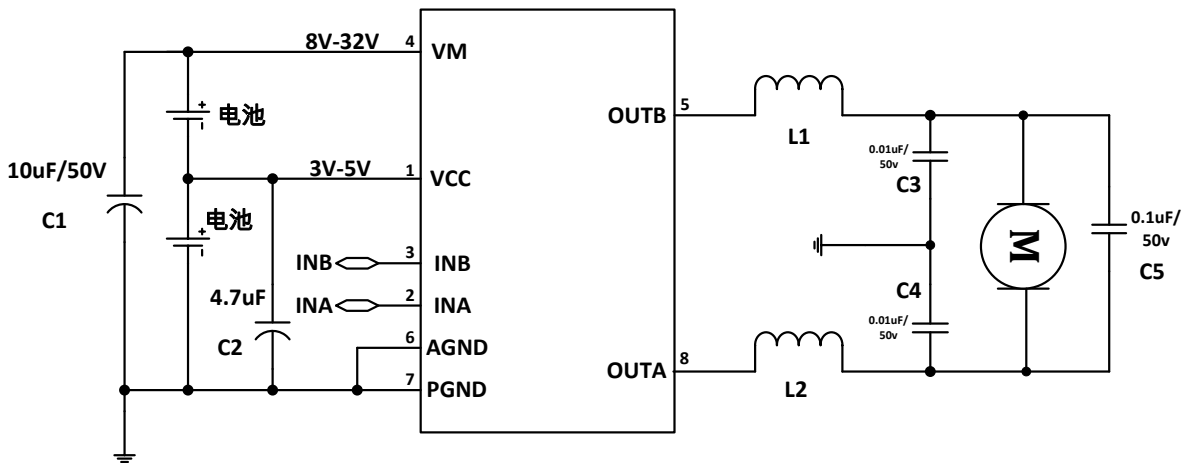 8V-32V
4
VM
电池
10uF/50V
C1
3V-5V
1
VCC
电池
INB
3
INB
INA
2
INA
4.7uF
C2
6
AGND
7
PGND
OUTB
5
L1
0.01uF/
50v
C3
M
0.1uF/
50v
C5
C4
0.01uF/
50v
OUTA
8
L2